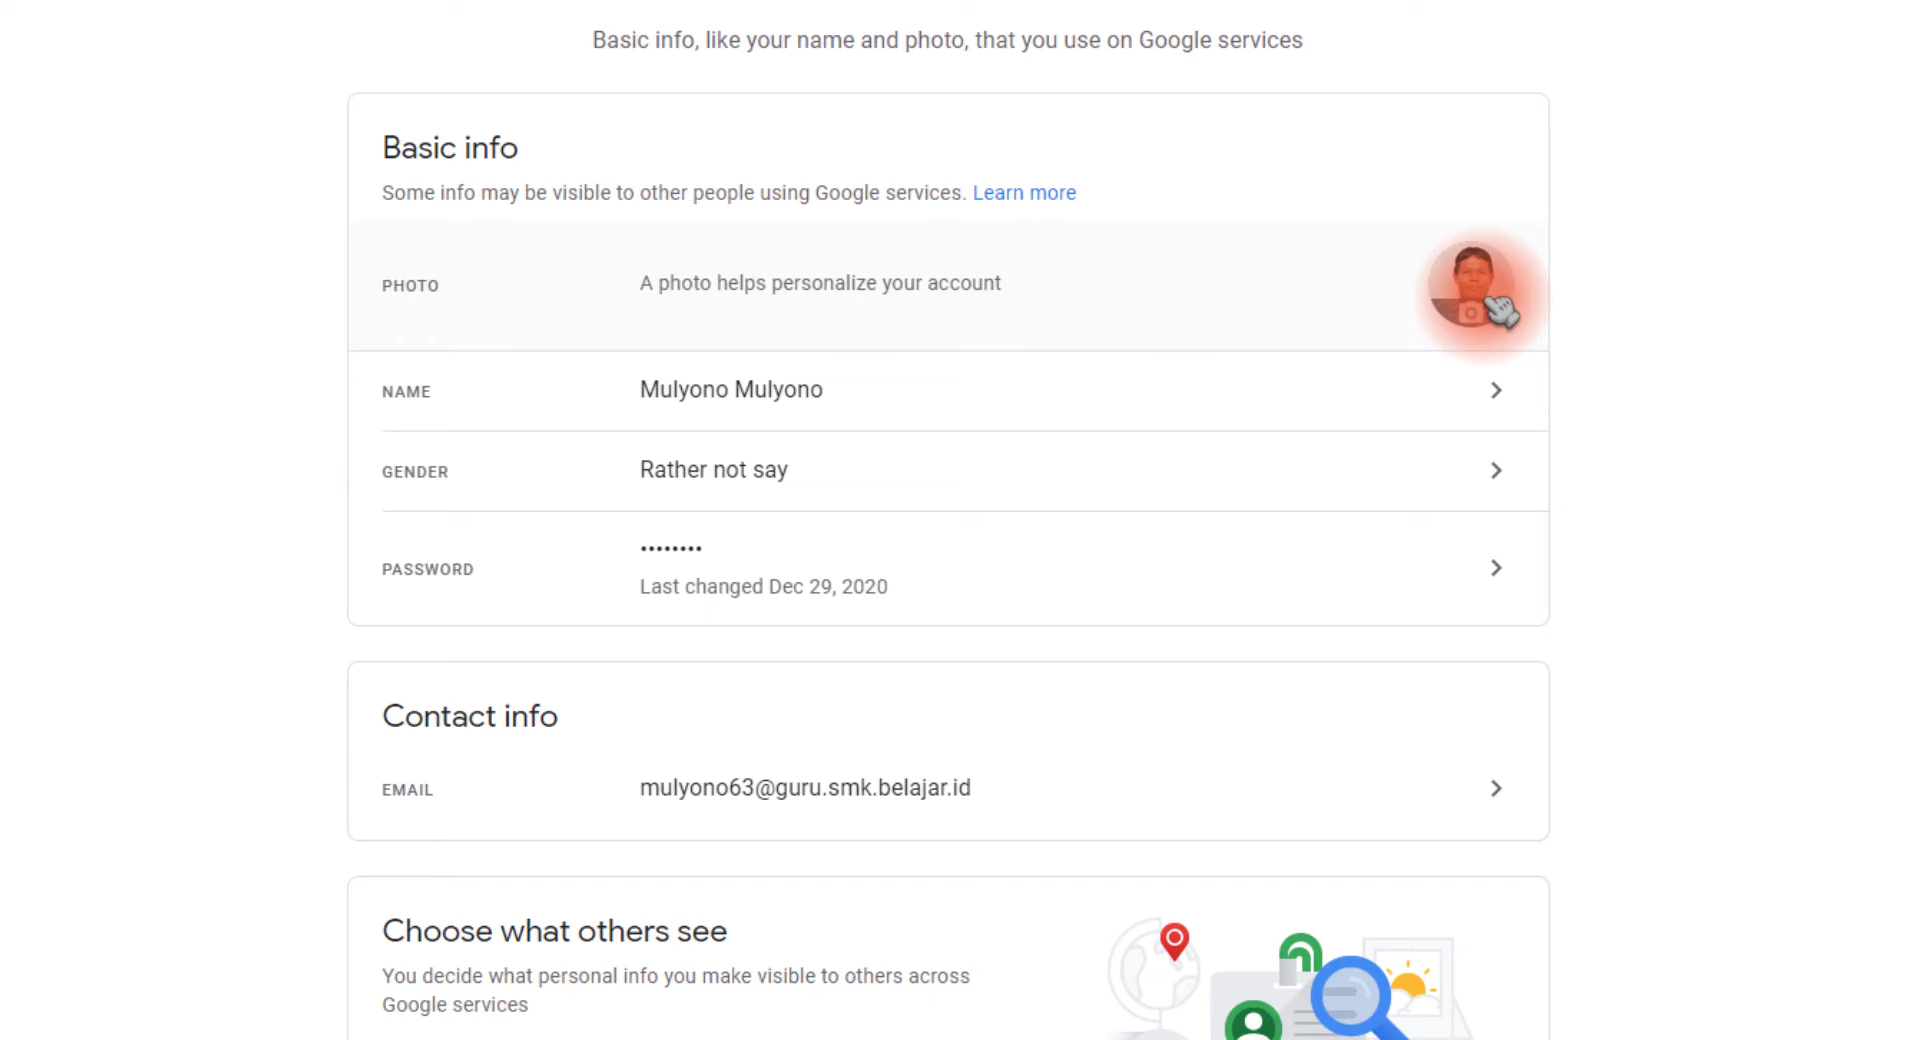 Basic info, like your name and photo, that you use on Google services
Basic info
Some info may be visible to other people using Google services. Learn more
PHOTO A photo helps personalize your account
NAME Mulyono Mulyono
GENDER Rather not say
PASSWORD ••••••••
Last changed Dec 29, 2020
Contact info
EMAIL mulyono63@guru.smk.belajar.id
Choose what others see
You decide what personal info you make visible to others across
Google services